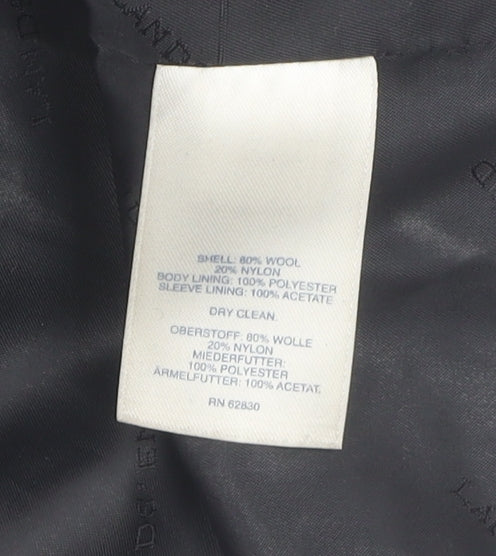 SHELL: 80% WOOL
20% NYLON
BODY LINING: 100% POLYESTER
SLEEVE LINING: 100% ACETATE
DRY CLEAN.
OBERSTOFF: 80% WOLLE
20% NYLON
MIEDERFUTTER:
100% POLYESTER
ÄRMELFUTTER: 100% ACETAT.
RN 62830